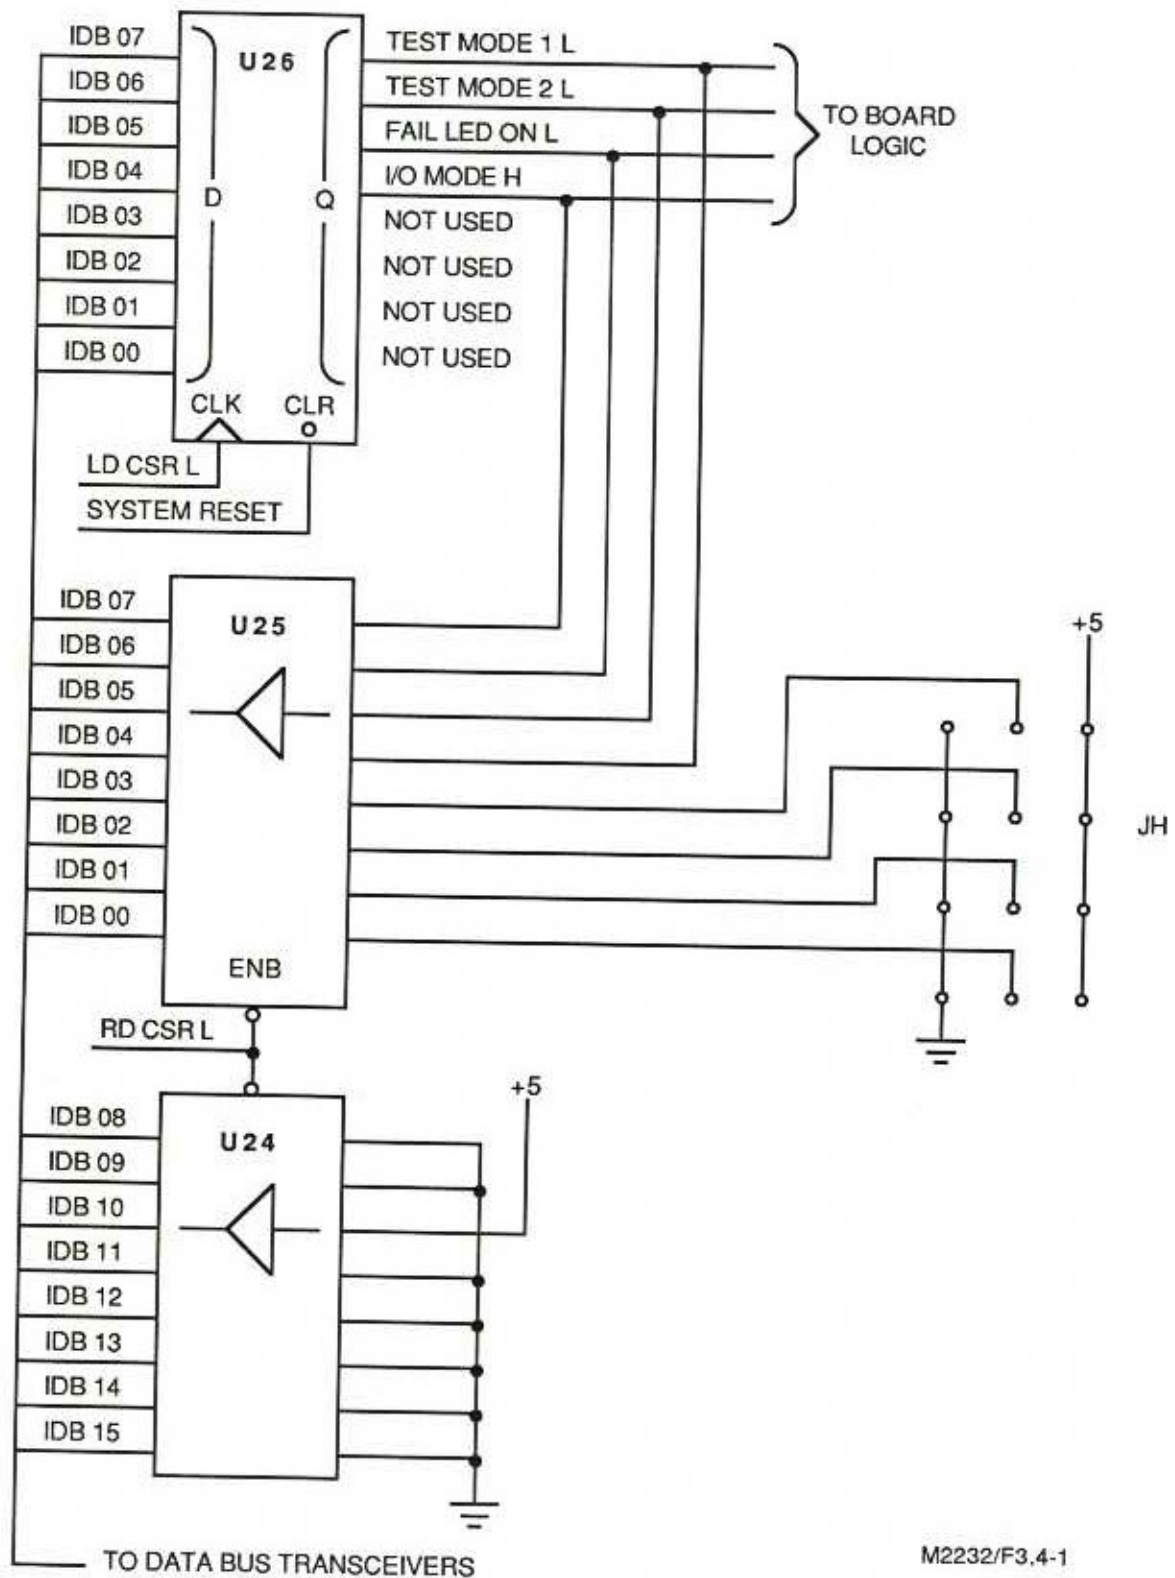 IDB 07
IDB 06
IDB 05
IDB 04
IDB 03
IDB 02
IDB 01
IDB 00
U26
D
Q
CLK
CLR
TEST MODE 1 L
TEST MODE 2 L
FAIL LED ON L
I/O MODE H
NOT USED
NOT USED
NOT USED
NOT USED
TO BOARD
LOGIC
LD CSR L
SYSTEM RESET
IDB 07
IDB 06
IDB 05
IDB 04
IDB 03
IDB 02
IDB 01
IDB 00
U25
ENB
+5
JH
RD CSR L
IDB 08
IDB 09
IDB 10
IDB 11
IDB 12
IDB 13
IDB 14
IDB 15
U24
+5
TO DATA BUS TRANSCEIVERS
M2232/F3.4-1